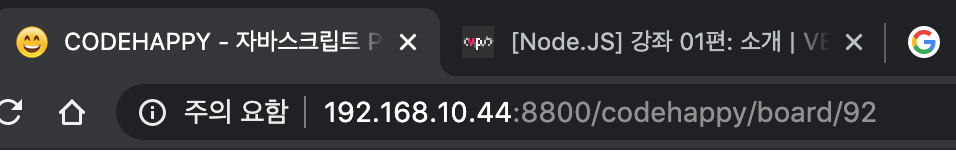 CODEHAPPY - 자바스크립트 P
[Node.JS] 강좌 01편: 소개 | VE
주의 요함 | 192.168.10.44:8800/codehappy/board/92